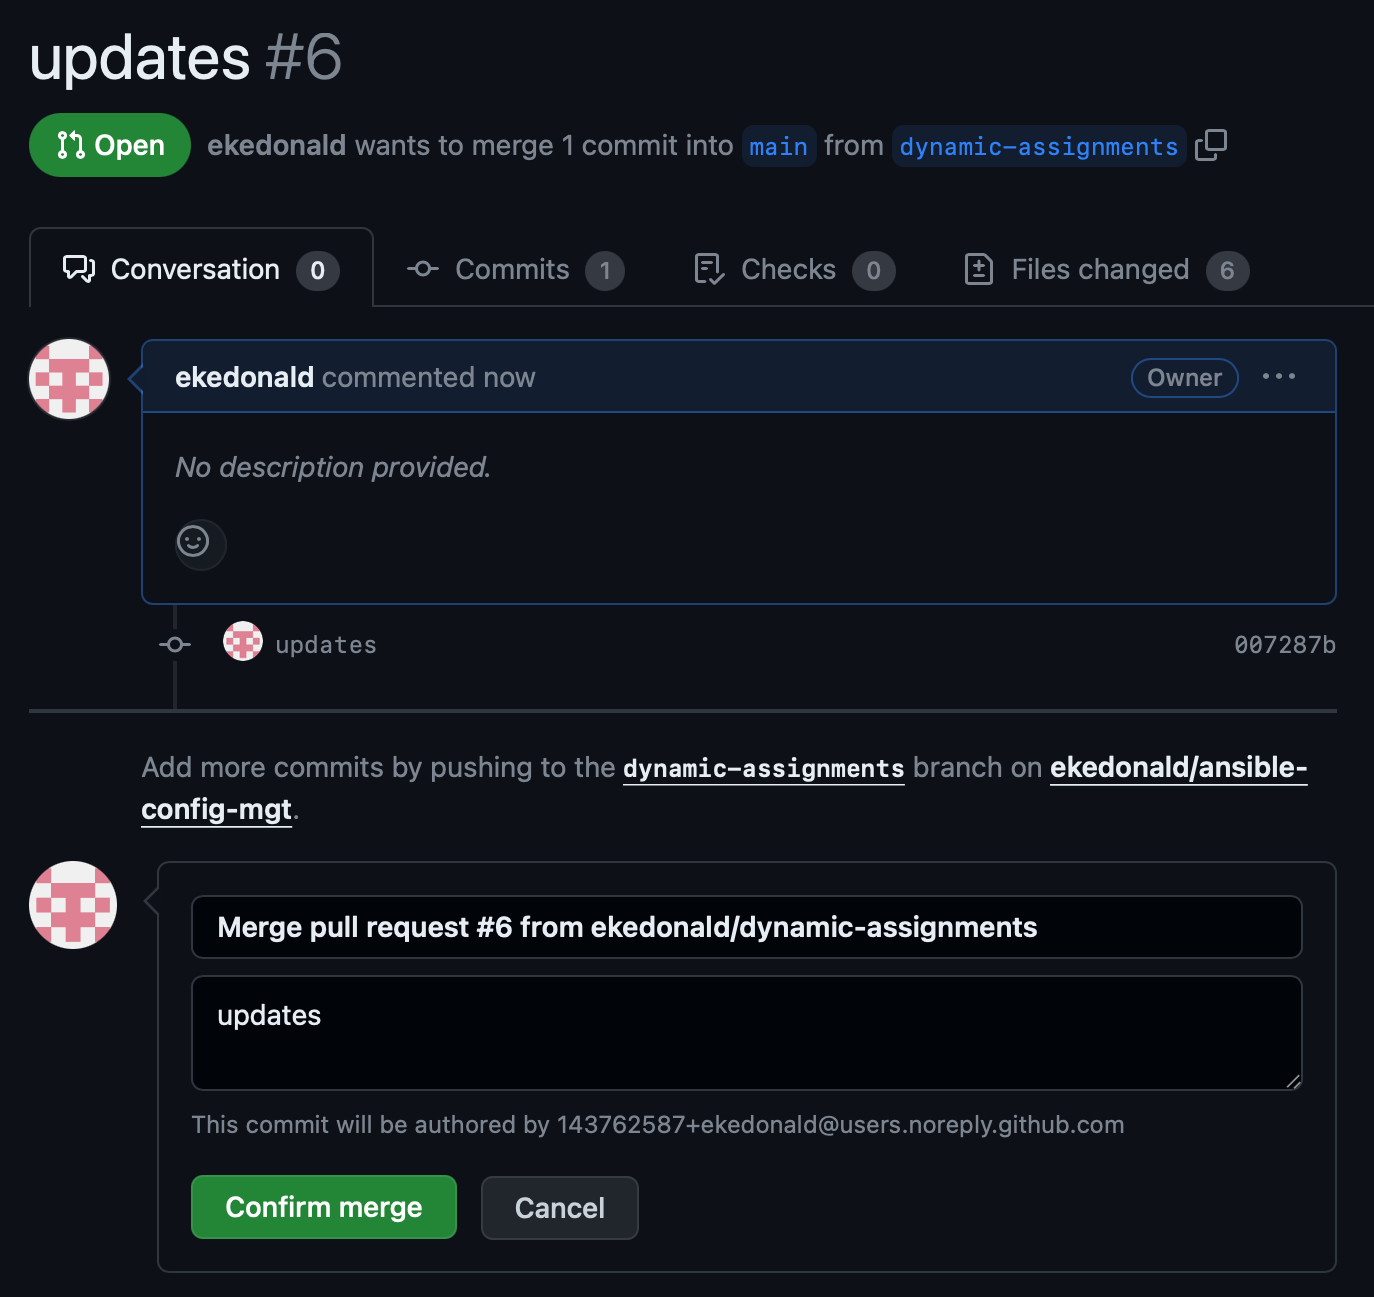 updates #6
Open ekedonald wants to merge 1 commit into main from dynamic-assignments
Conversation 0 Commits 1 Checks 0 Files changed 6
ekedonald commented now Owner
No description provided.
updates 007287b
Add more commits by pushing to the dynamic-assignments branch on ekedonald/ansible-
config-mgt.
Merge pull request #6 from ekedonald/dynamic-assignments
updates
This commit will be authored by 143762587+ekedonald@users.noreply.github.com
Confirm merge Cancel